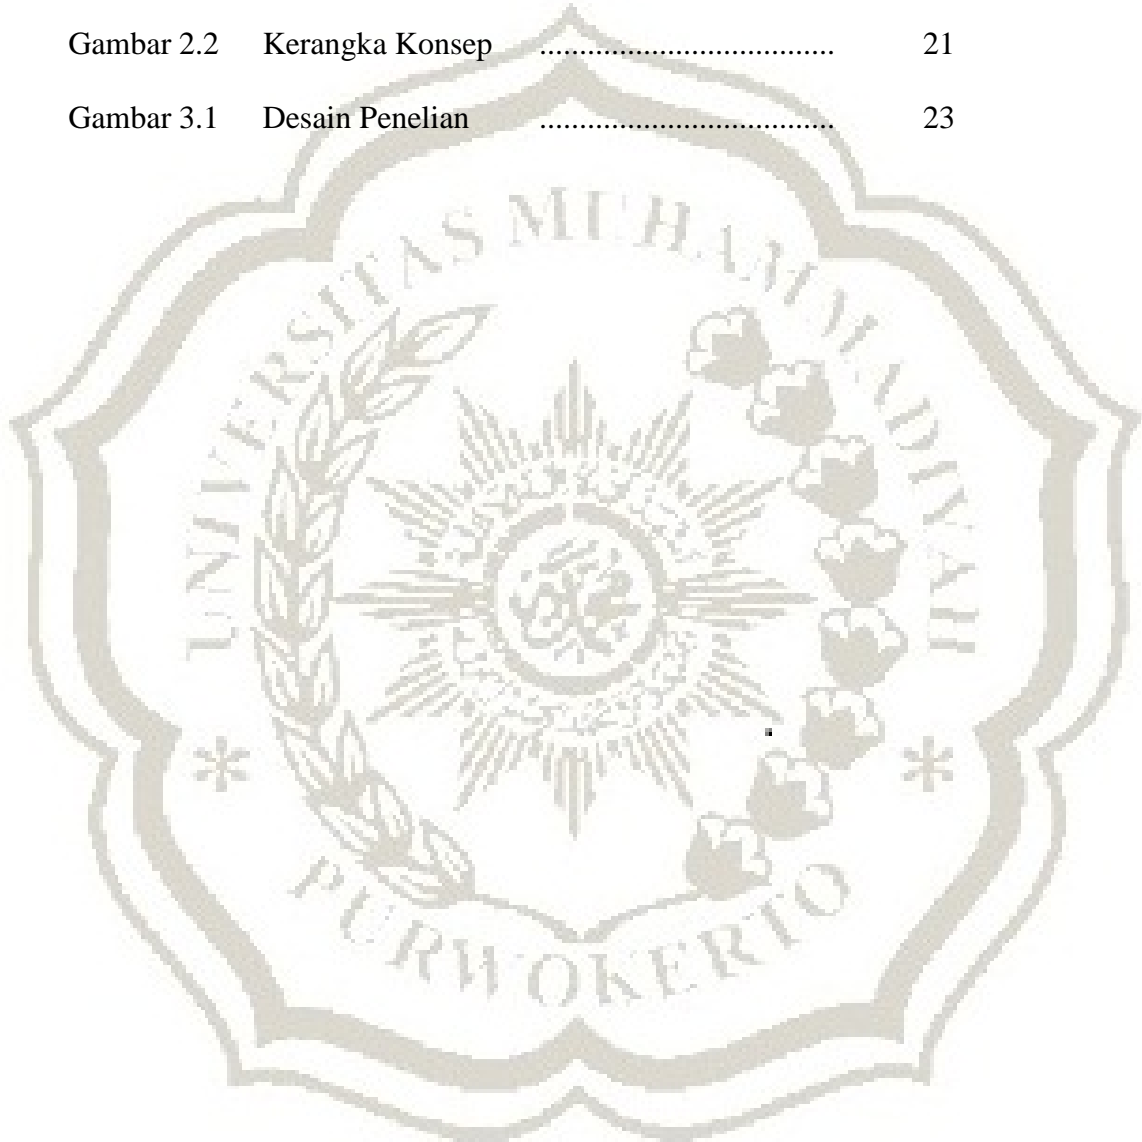 Gambar 2.2 Kerangka Konsep ..................................... 21
Gambar 3.1 Desain Penelian ..................................... 23
UNIVERSITAS MUHAMMADIYAH
PURWOKERTO